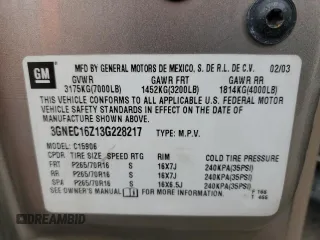 GM
MFD BY GENERAL MOTORS DE MEXICO, S. DE R.L. DE C.V. 02/03
GVWR GAWR FRT GAWR RR
3175KG(7000LB) 1452KG(3200LB) 1814KG(4000LB)
THIS VEHICLE CONFORMS TO ALL APPLICABLE U.S. FEDERAL MOTOR
VEHICLE SAFETY STANDARDS IN EFFECT ON THE DATE OF
MANUFACTURE SHOWN ABOVE.
3GNEC16Z13G228217 TYPE: M.P.V.
MODEL: C15906
CPDR TIRE SIZE SPEED RTG RIM COLD TIRE PRESSURE
FRT P265/70R16 S 16X7J 240KPA(35PSI)
RR P265/70R16 S 16X7J 240KPA(35PSI)
SPA P265/70R16 S 16X6.5J 240KPA(35PSI)
SEE OWNER'S MANUAL FOR INFORMATION
AUTOBIDMASTER